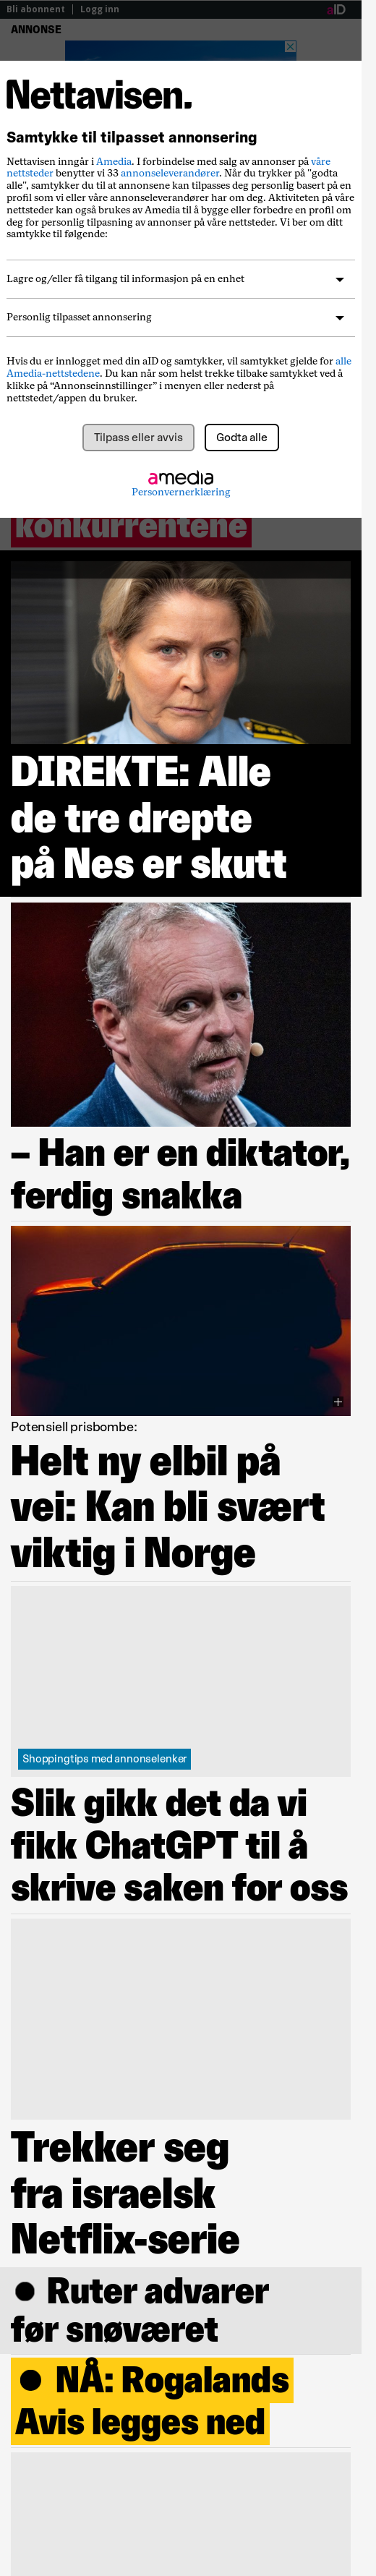 Bli abonnent
Logg inn
aID
ANNONSE
Nettavisen.
Samtykke til tilpasset annonsering
Nettavisen inngår i Amedia. I forbindelse med salg av annonser på våre
nettsteder benytter vi 33 annonseleverandører. Når du trykker på "godta
alle", samtykker du til at annonsene kan tilpasses deg personlig basert på en
profil som vi eller våre annonseleverandører har om deg. Aktiviteten på våre
nettsteder kan også brukes av Amedia til å bygge eller forbedre en profil om
deg for personlig tilpasning av annonser på våre nettsteder. Vi ber om ditt
samtykke til følgende:
Lagre og/eller få tilgang til informasjon på en enhet
Personlig tilpasset annonsering
Hvis du er innlogget med din aID og samtykker, vil samtykket gjelde for alle
Amedia-nettstedene. Du kan når som helst trekke tilbake samtykket ved å
klikke på “Annonseinnstillinger” i menyen eller nederst på
nettstedet/appen du bruker.
Tilpass eller avvis
Godta alle
amedia
Personvernerklæring
konkurrentene
DIREKTE: Alle
de tre drepte
på Nes er skutt
– Han er en diktator,
ferdig snakka
Potensiell prisbombe:
Helt ny elbil på
vei: Kan bli svært
viktig i Norge
Shoppingtips med annonselenker
Slik gikk det da vi
fikk ChatGPT til å
skrive saken for oss
Trekker seg
fra israelsk
Netflix-serie
● Ruter advarer
før snøværet
● NÅ: Rogalands
Avis legges ned